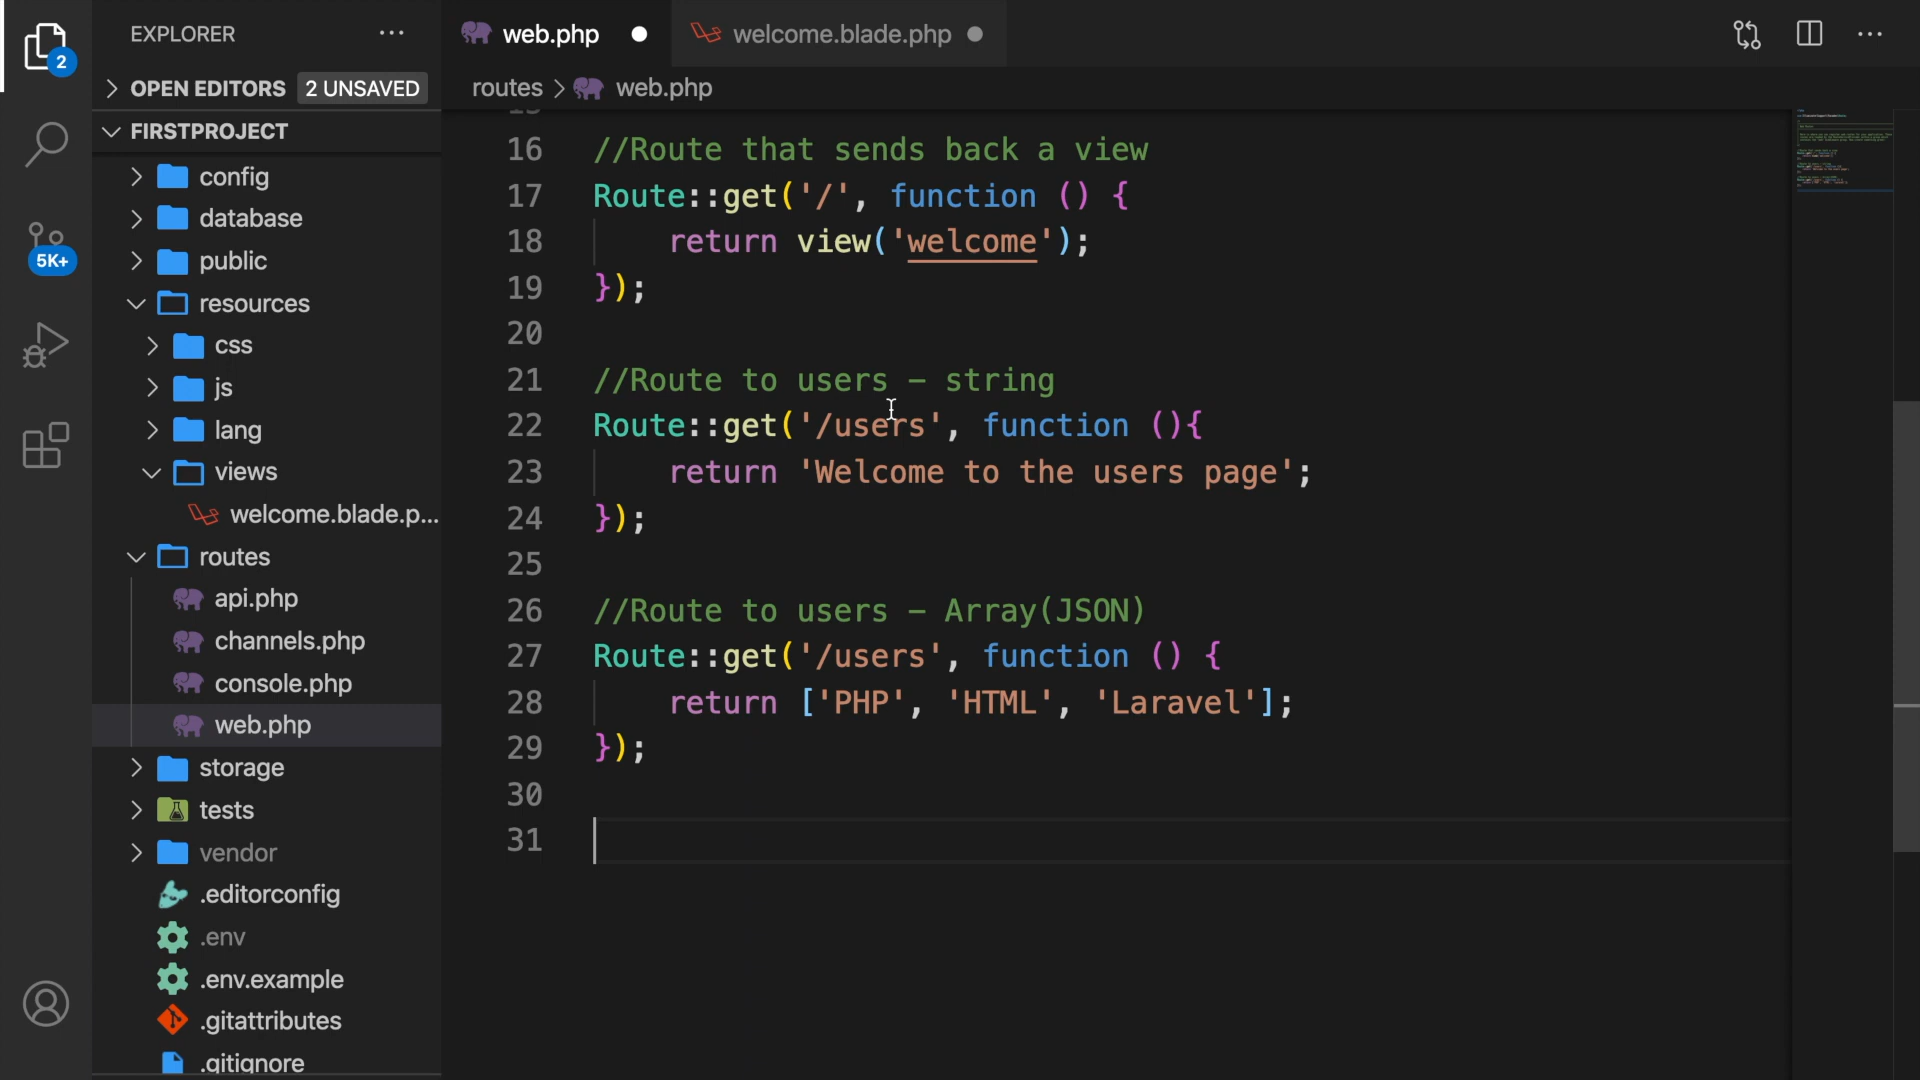 2
5K+
EXPLORER ...
OPEN EDITORS 2 UNSAVED
FIRSTPROJECT
config
database
public
resources
css
js
lang
views
welcome.blade.p...
routes
api.php
channels.php
console.php
web.php
storage
tests
vendor
.editorconfig
.env
.env.example
.gitattributes
.gitignore
web.php welcome.blade.php
routes > web.php
16 //Route that sends back a view
17 Route::get('/', function () {
18 return view('welcome');
19 });
20
21 //Route to users – string
22 Route::get('/users', function (){
23 return 'Welcome to the users page';
24 });
25
26 //Route to users – Array(JSON)
27 Route::get('/users', function () {
28 return ['PHP', 'HTML', 'Laravel'];
29 });
30
31